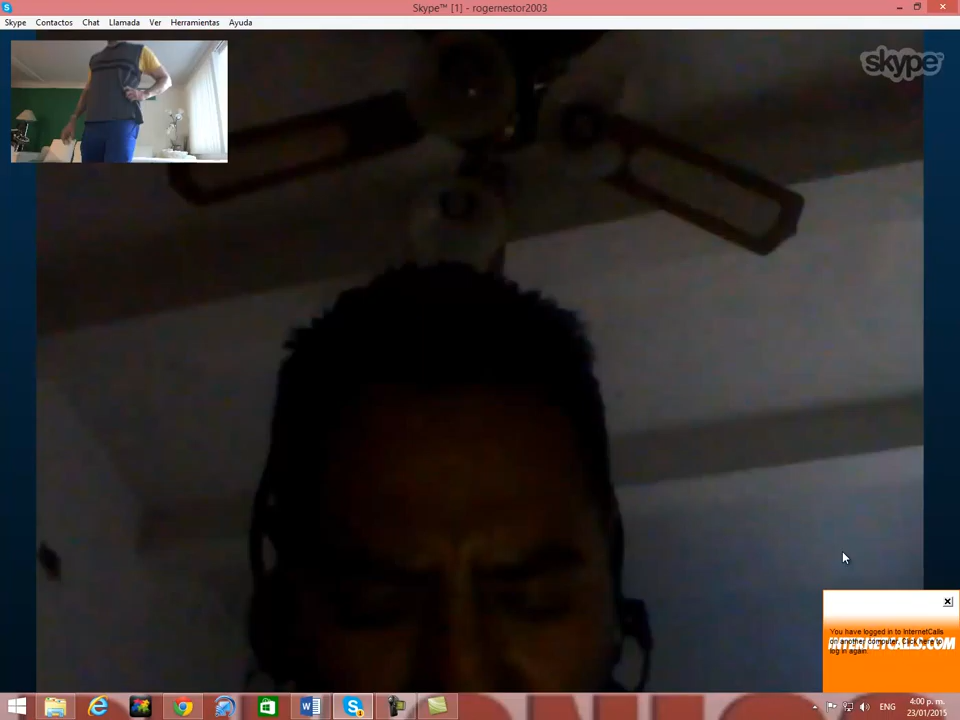 Skype™ [1] - rogemestor2003
Skype Contactos Chat Llamada Ver Herramientas Ayuda
skype
You have logged in to InternetCalls
on another computer. Click here to
log in again.
INTERNETCALLS.COM
ENG
4:00 p. m.
23/01/2015